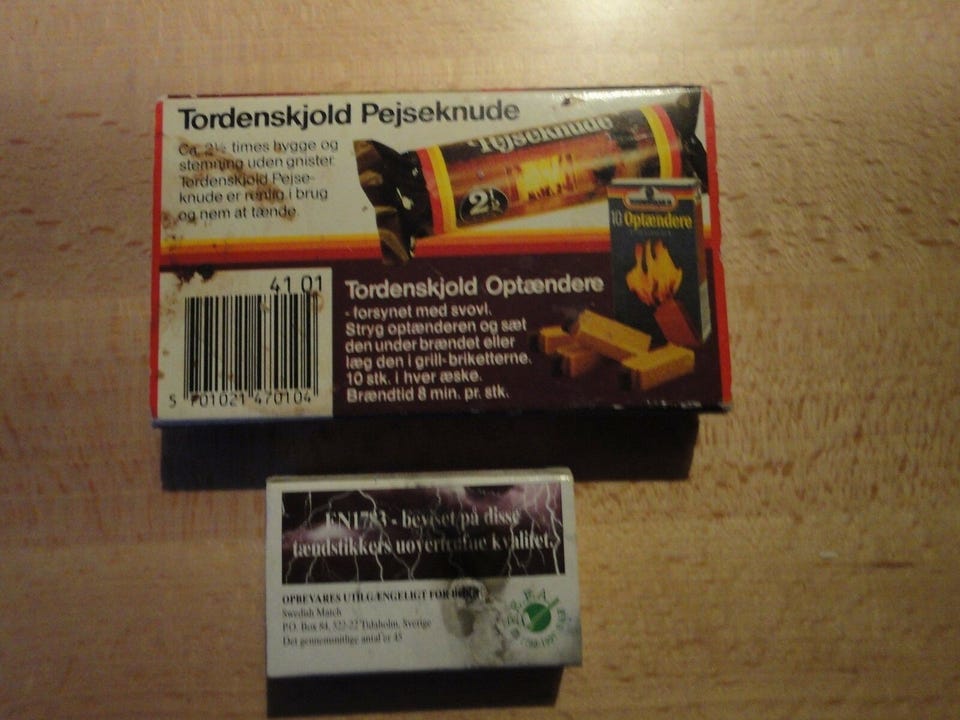 Tordenskjold Pejseknude
Ca. 2½ times hygge og
stemning uden gnister.
Tordenskjold Pejse-
knude er renlig i brug
og nem at tænde.
Pejseknude
2½
10 Optændere
41 01
5 701021 470104
Tordenskjold Optændere
- forsynet med svovl.
Stryg optænderen og sæt
den under brændet eller
læg den i grill-briketterne.
10 stk. i hver æske.
Brændtid 8 min. pr. stk.
EN1783 - beviset på disse
tændstikkers uovertrufne kvalitet.
OPBEVARES UTILGÆNGELIGT FOR BØRN
Swedish Match
P.O. Box 84, 522-22 Tidaholm, Sverige
Det gennemsnitlige antal er 45